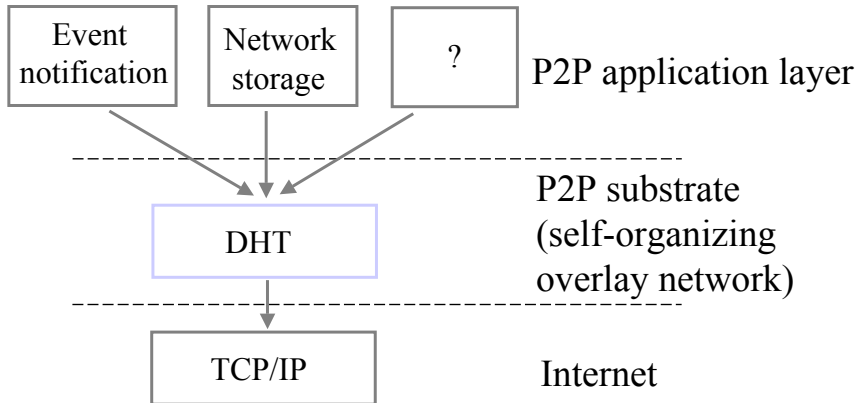 Event
notification
Network
storage
?
P2P application layer
P2P substrate
(self-organizing
overlay network)
DHT
TCP/IP
Internet